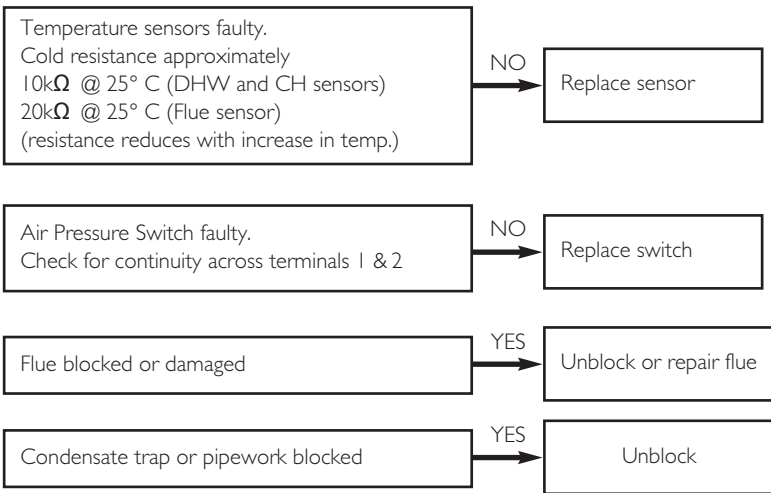 Temperature sensors faulty.
Cold resistance approximately
10kΩ @ 25° C (DHW and CH sensors)
20kΩ @ 25° C (Flue sensor)
(resistance reduces with increase in temp.)
NO
Replace sensor
Air Pressure Switch faulty.
Check for continuity across terminals 1 & 2
NO
Replace switch
Flue blocked or damaged
YES
Unblock or repair flue
Condensate trap or pipework blocked
YES
Unblock